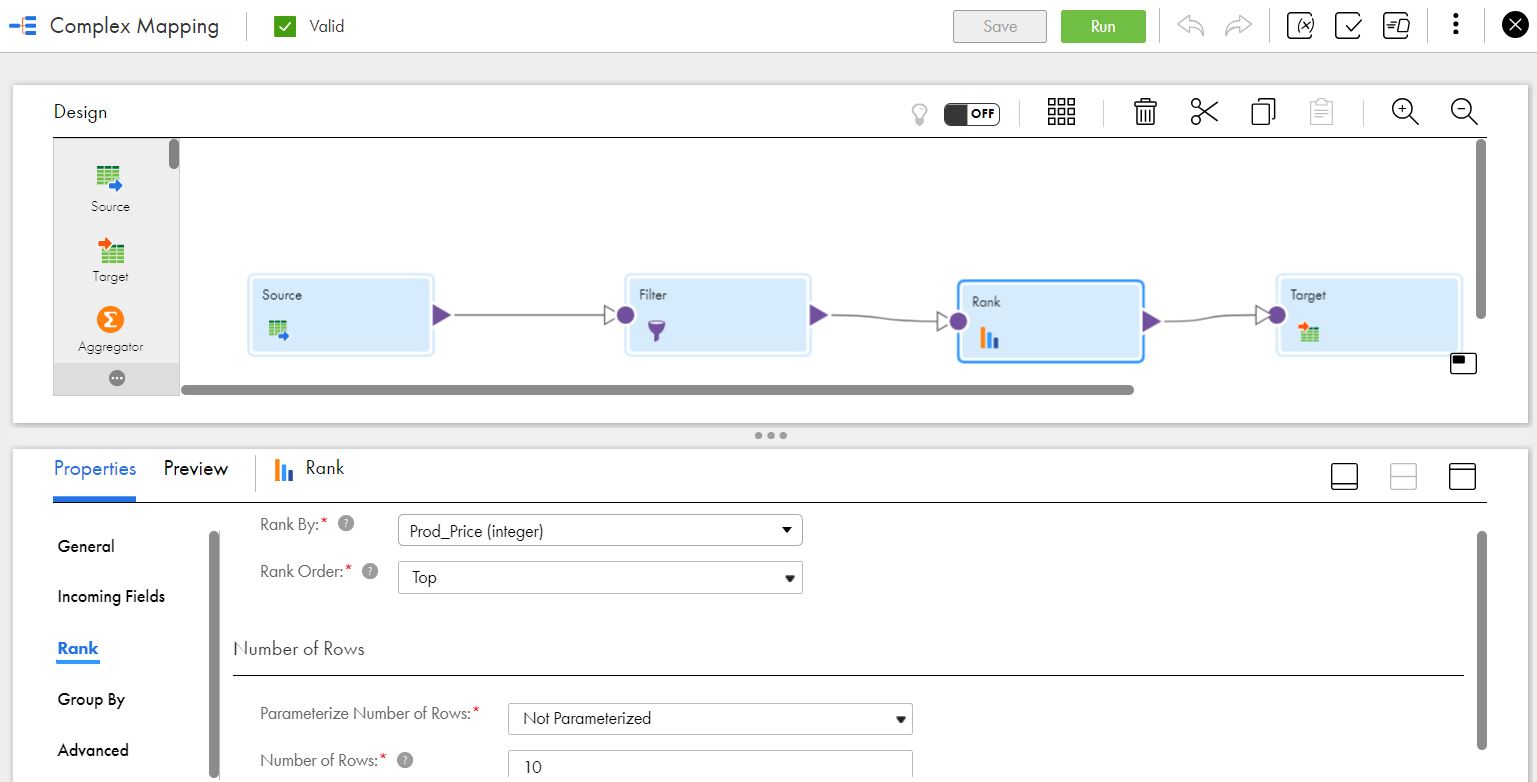 Complex Mapping
Valid
Save
Run
Design
OFF
Source
Target
Aggregator
Source
Filter
Rank
Target
Properties
Preview
Rank
General
Incoming Fields
Rank
Group By
Advanced
Rank By:* ?
Prod_Price (integer)
Rank Order:* ?
Top
Number of Rows
Parameterize Number of Rows:*
Not Parameterized
Number of Rows:* ?
10